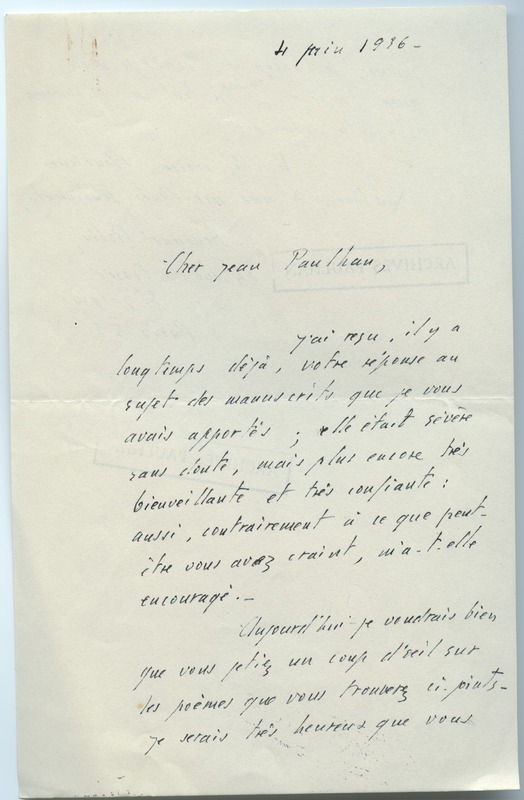 4 juin 1936 -
Cher Jean Paulhan,
J'ai reçu, il y a
longtemps déjà, votre réponse au
sujet des manuscrits que je vous
avais apportés ; elle était sévère
sans doute, mais plus encore très
bienveillante et très confiante :
aussi, contrairement à ce que peut-
être vous avez craint, m'a-t-elle
encouragé. -
Aujourd'hui je voudrais bien
que vous jetiez un coup d'œil sur
les poèmes que vous trouverez ci-joints -
je serais très heureux que vous